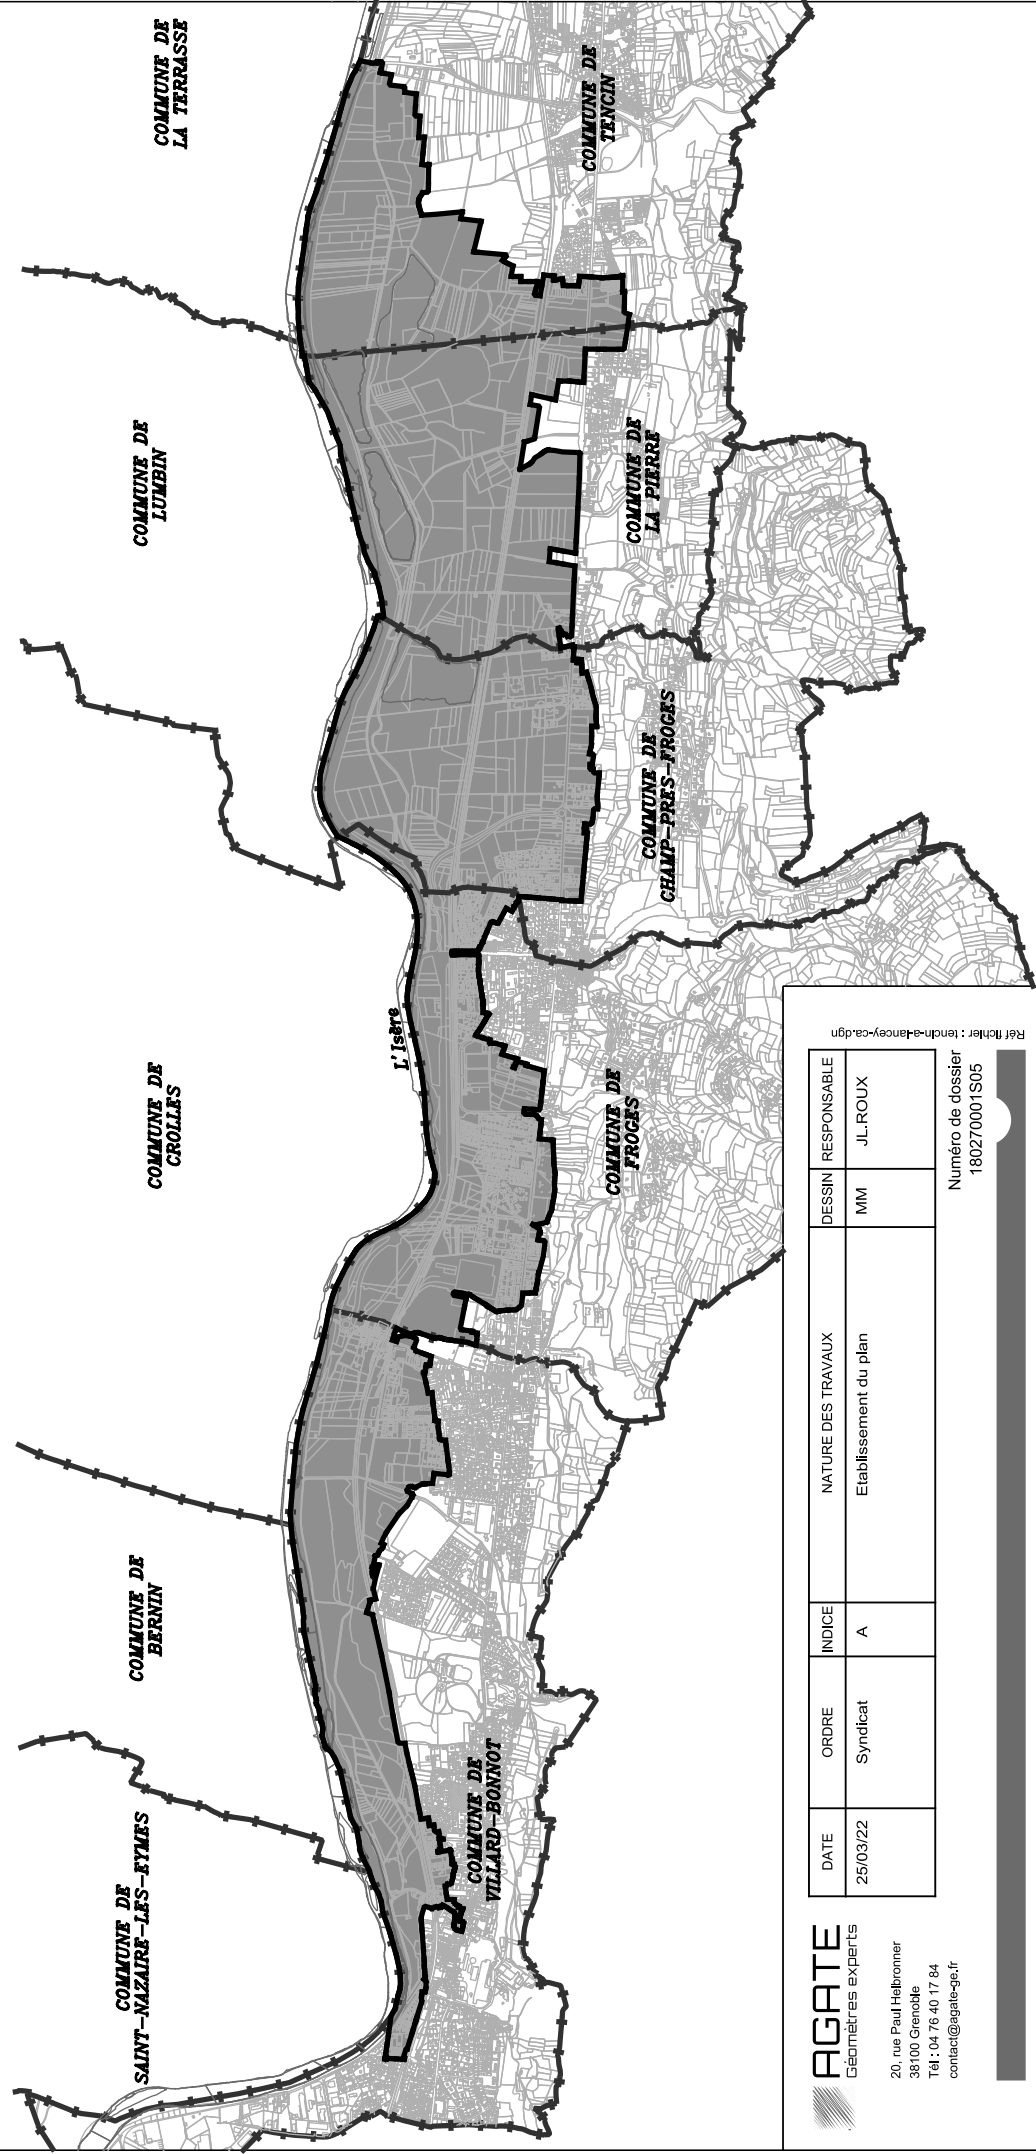 COMMUNE DE
SAINT-NAZAIRE-LES-EYMES
COMMUNE DE
BERNIN
COMMUNE DE
CROLLES
COMMUNE DE
LUMBIN
COMMUNE DE
LA TERRASSE
L'Isère
COMMUNE DE
VILLARD-BONNOT
COMMUNE DE
FROGES
COMMUNE DE
CHAMP-PRES-FROGES
COMMUNE DE
LA PIERRE
COMMUNE DE
TENCIN
AGATE
Géomètres experts
20, rue Paul Helbronner
38100 Grenoble
Tél : 04 76 40 17 84
contact@agate-ge.fr
DATE ORDRE INDICE NATURE DES TRAVAUX DESSIN RESPONSABLE
25/03/22 Syndicat A Etablissement du plan MM JL.ROUX
Numéro de dossier
180270001S05
Réf fichier : tencin-a-lancey-ca.dgn